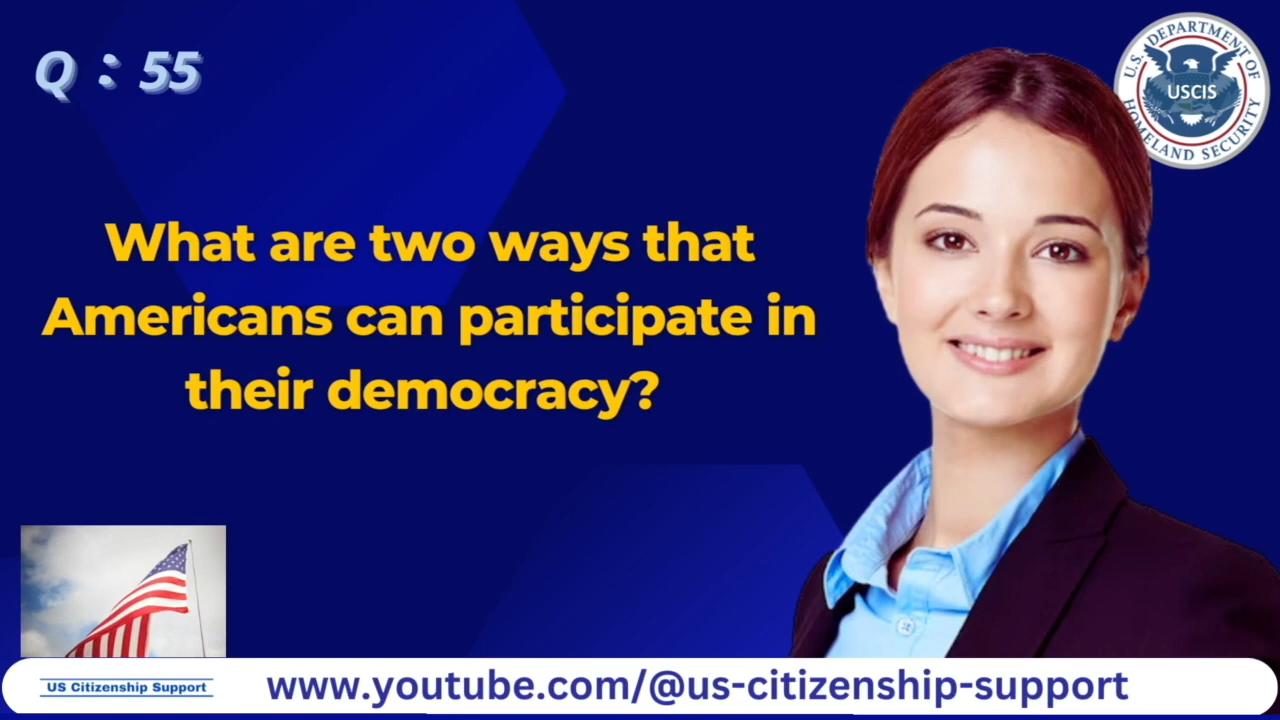 Q : 55
U.S. DEPARTMENT OF
HOMELAND SECURITY
USCIS
What are two ways that
Americans can participate in
their democracy?
US Citizenship Support
www.youtube.com/@us-citizenship-support